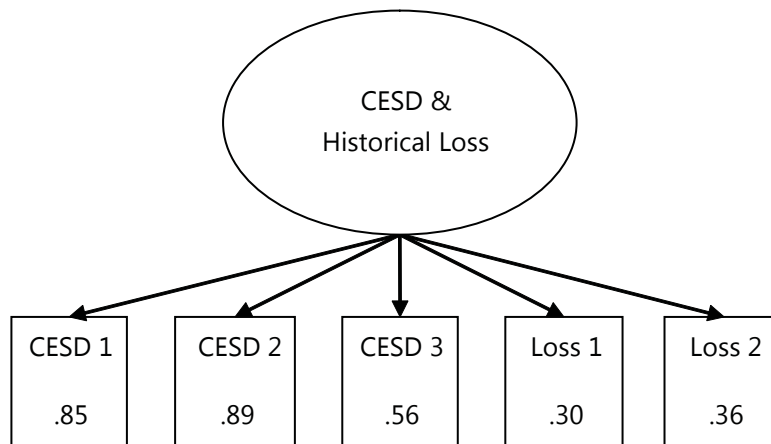 CESD &
Historical Loss
CESD 1
CESD 2
CESD 3
Loss 1
Loss 2
.85
.89
.56
.30
.36